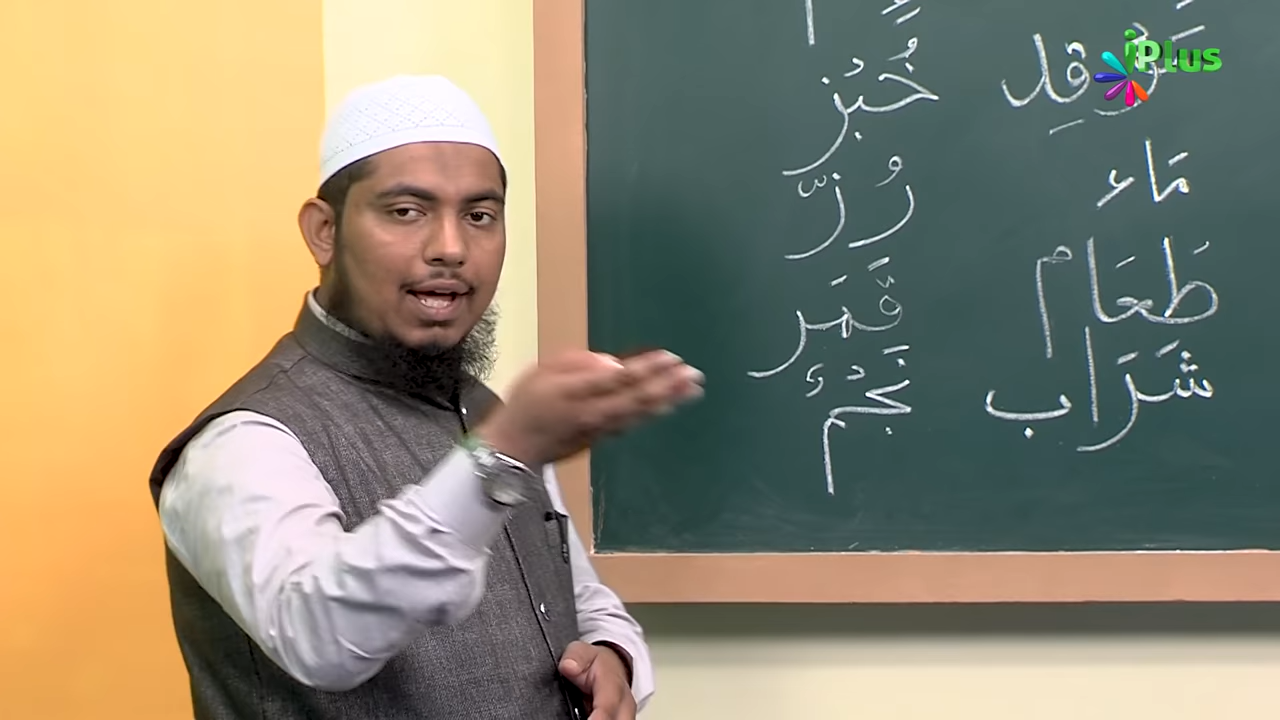 iPlus
مَوْقِد خُبْز
مَاء رُزّ
طَعَام قَمَر
شَرَاب نَجْم